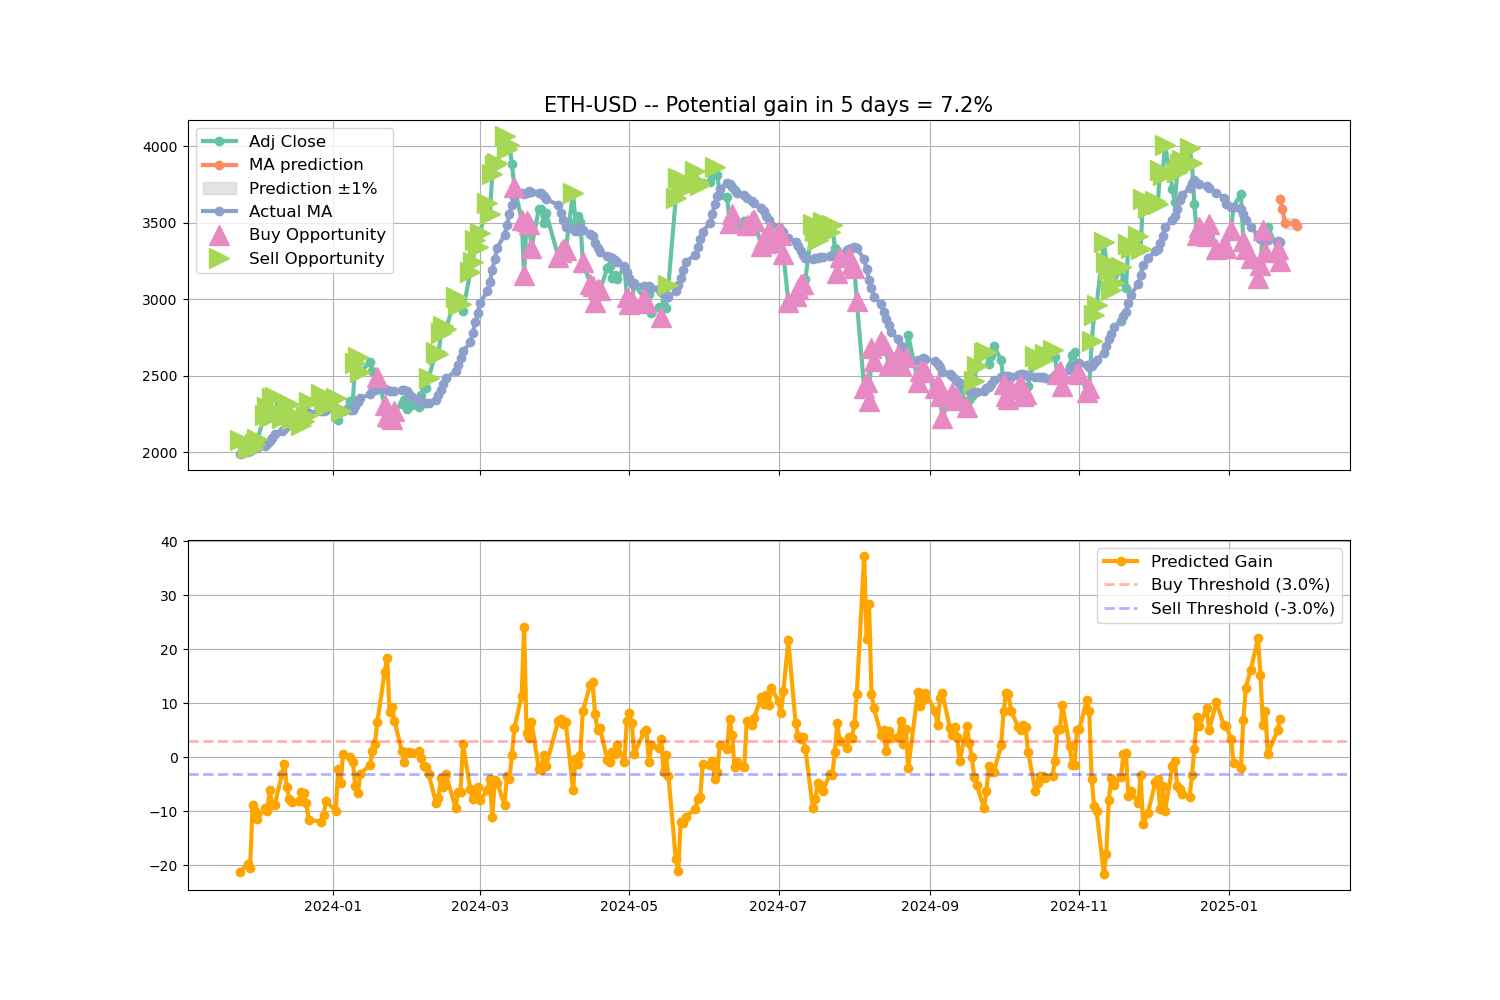 ETH-USD -- Potential gain in 5 days = 7.2%
4000
3500
3000
2500
2000
Adj Close
MA prediction
Prediction ±1%
Actual MA
Buy Opportunity
Sell Opportunity
40
30
20
10
0
−10
−20
Predicted Gain
Buy Threshold (3.0%)
Sell Threshold (-3.0%)
2024-01 2024-03 2024-05 2024-07 2024-09 2024-11 2025-01